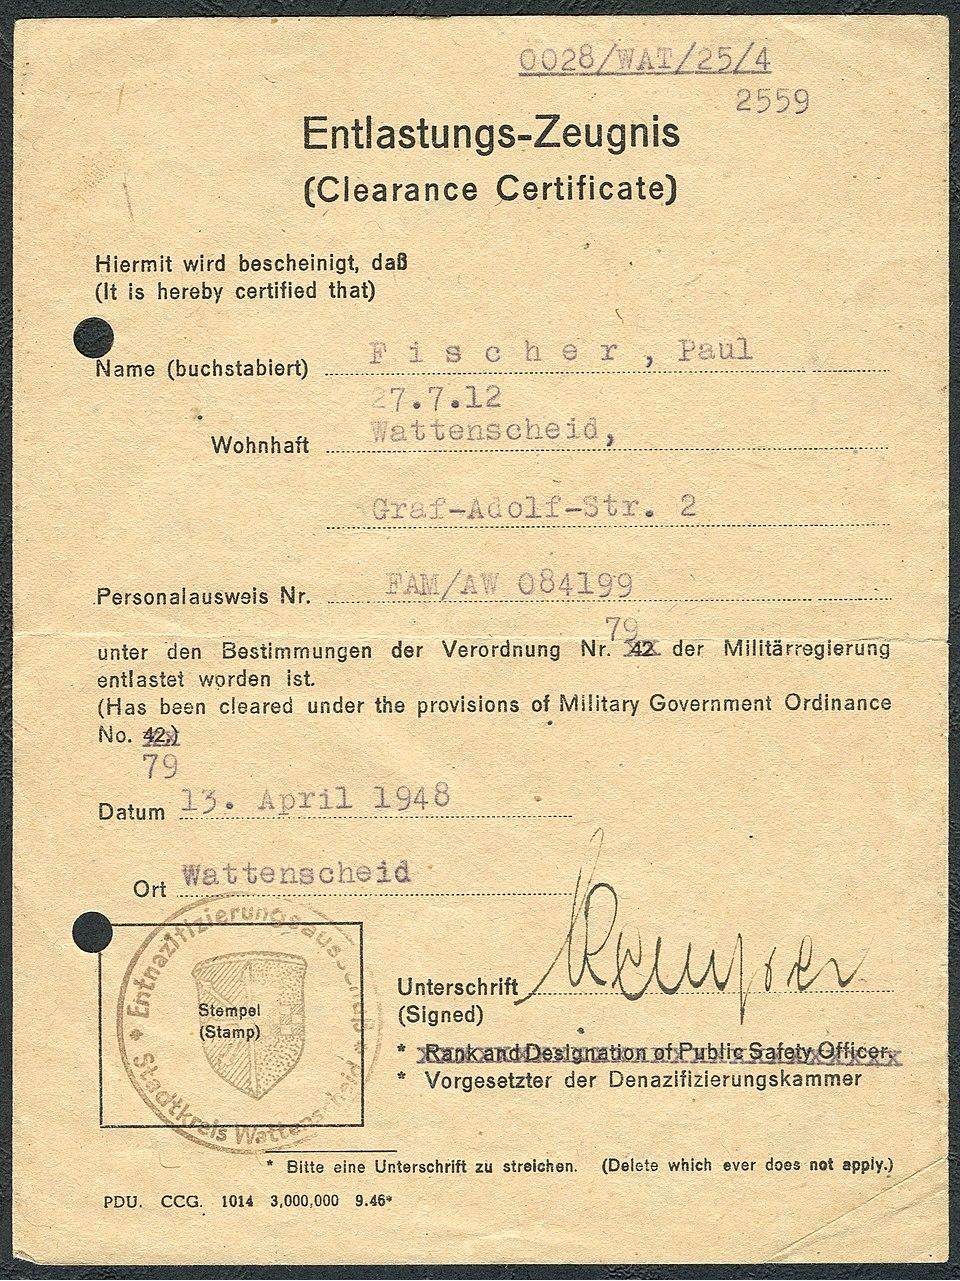 0028/WAT/25/4
2559
Entlastungs-Zeugnis
(Clearance Certificate)
Hiermit wird bescheinigt, daß
(It is hereby certified that)
Name (buchstabiert) F i s c h e r , Paul
27.7.12
Wohnhaft Wattenscheid,
Graf-Adolf-Str. 2
Personalausweis Nr. FAM/AW 084199
79
unter den Bestimmungen der Verordnung Nr. 42 der Militärregierung
entlastet worden ist.
(Has been cleared under the provisions of Military Government Ordinance
No. 42.)
79
Datum 13. April 1948
Ort Wattenscheid
Entnazifizierungsausschuß
Stempel
(Stamp)
Stadtkreis Wattenscheid
Unterschrift
(Signed)
* Rank and Designation of Public Safety Officer.
* Vorgesetzter der Denazifizierungskammer
* Bitte eine Unterschrift zu streichen. (Delete which ever does not apply.)
PDU. CCG. 1014 3,000,000 9.46*